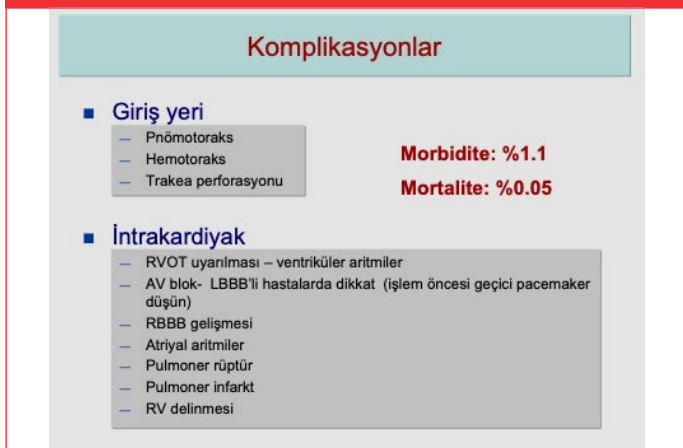 Komplikasyonlar
■ Giriş yeri
— Pnömotoraks
— Hemotoraks
— Trakea perforasyonu
Morbidite: %1.1
Mortalite: %0.05
■ İntrakardiyak
— RVOT uyarılması – ventriküler aritmiler
— AV blok- LBBB'li hastalarda dikkat (işlem öncesi geçici pacemaker
düşün)
— RBBB gelişmesi
— Atriyal aritmiler
— Pulmoner rüptür
— Pulmoner infarkt
— RV delinmesi